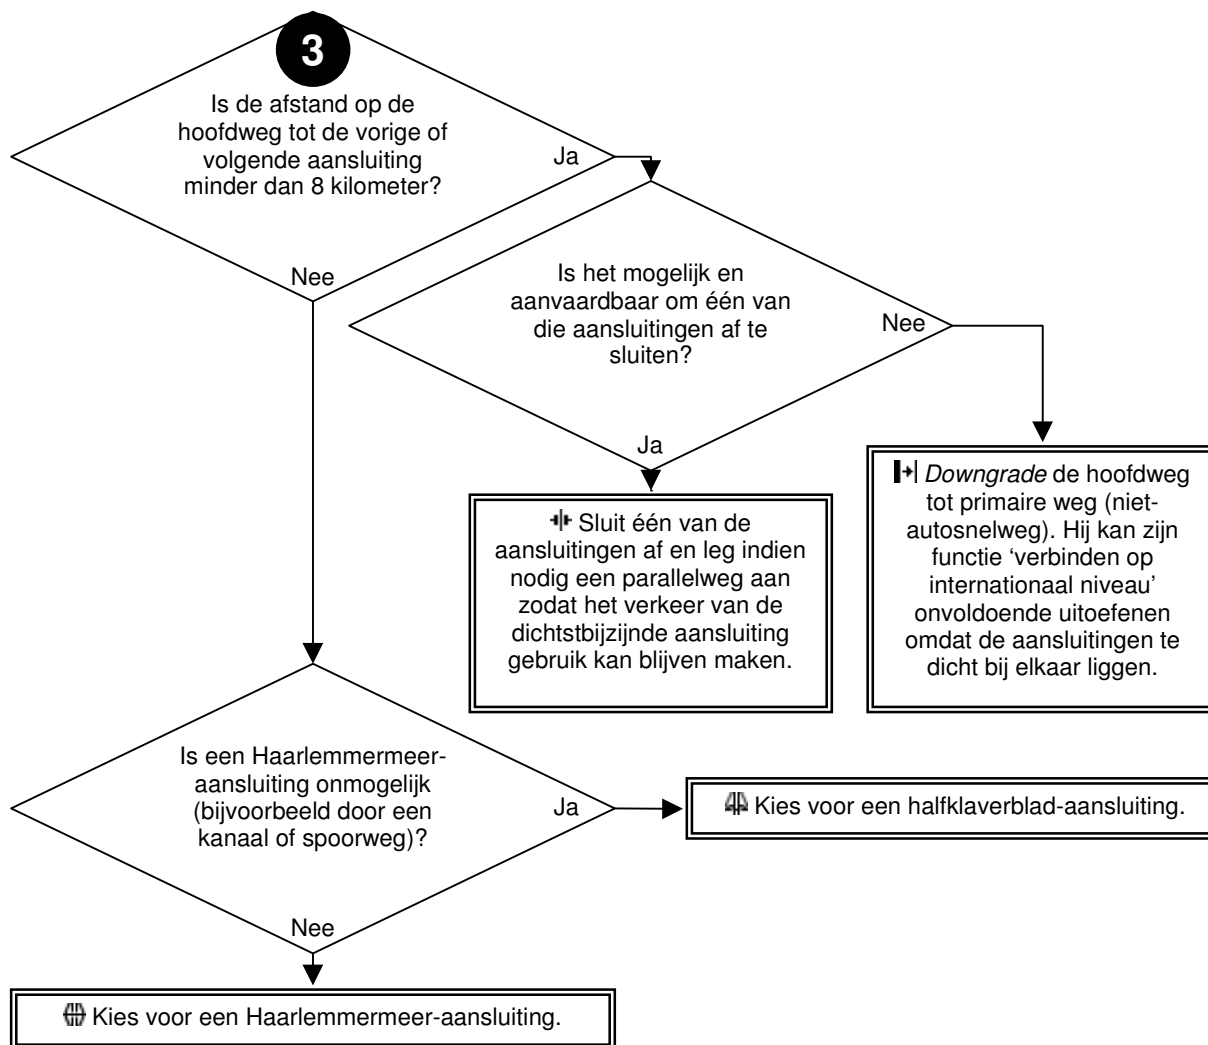 3
Is de afstand op de
hoofdweg tot de vorige of
volgende aansluiting
minder dan 8 kilometer?
Ja
Nee
Is het mogelijk en
aanvaardbaar om één van
die aansluitingen af te
sluiten?
Nee
Ja
Downgrade de hoofdweg
tot primaire weg (niet-
autosnelweg). Hij kan zijn
functie ‘verbinden op
internationaal niveau’
onvoldoende uitoefenen
omdat de aansluitingen te
dicht bij elkaar liggen.
Sluit één van de
aansluitingen af en leg indien
nodig een parallelweg aan
zodat het verkeer van de
dichtstbijzijnde aansluiting
gebruik kan blijven maken.
Is een Haarlemmermeer-
aansluiting onmogelijk
(bijvoorbeeld door een
kanaal of spoorweg)?
Ja
Nee
Kies voor een halfklaverblad-aansluiting.
Kies voor een Haarlemmermeer-aansluiting.